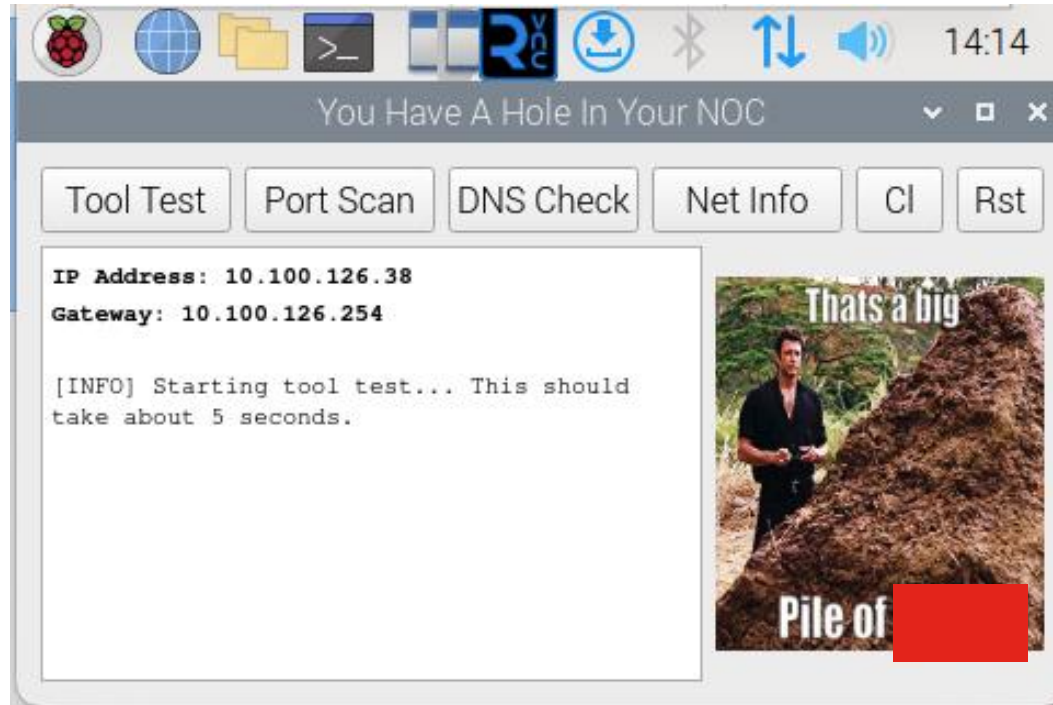 >_
VNC
14:14
You Have A Hole In Your NOC
Tool Test
Port Scan
DNS Check
Net Info
Cl
Rst
IP Address: 10.100.126.38
Gateway: 10.100.126.254
[INFO] Starting tool test... This should
take about 5 seconds.
Thats a big
Pile of